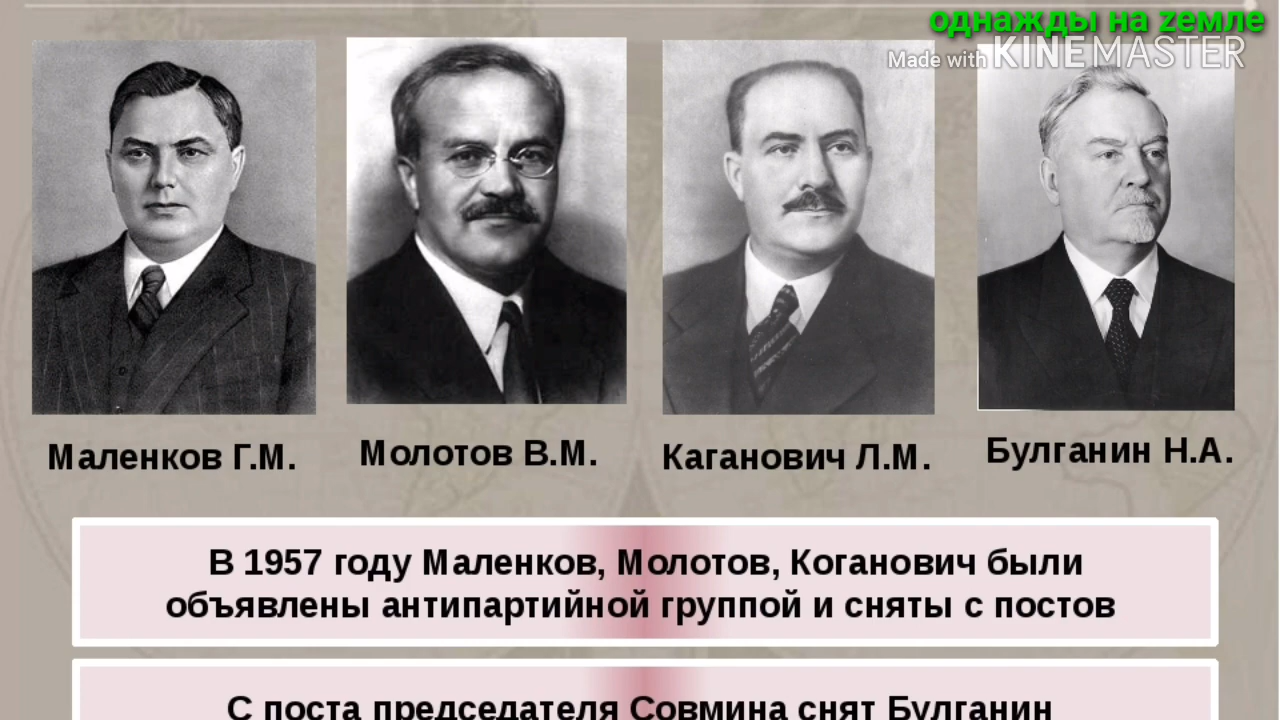 однажды на zемле
Made with KINEMASTER
Маленков Г.М.
Молотов В.М.
Каганович Л.М.
Булганин Н.А.
В 1957 году Маленков, Молотов, Коганович были
объявлены антипартийной группой и сняты с постов
С поста председателя Совмина снят Булганин